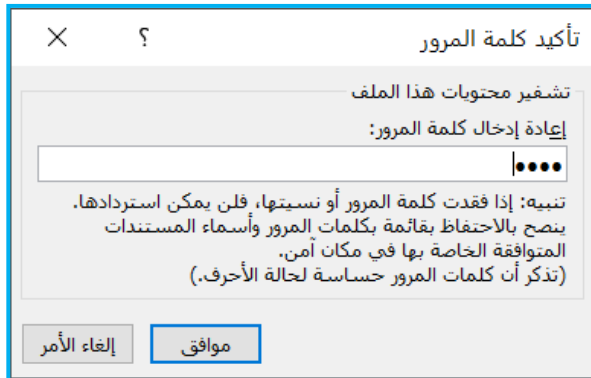 تأكيد كلمة المرور ؟
تشفير محتويات هذا الملف
إعادة إدخال كلمة المرور:
●●●●
تنبيه: إذا فقدت كلمة المرور أو نسيتها، فلن يمكن استردادها.
ينصح بالاحتفاظ بقائمة بكلمات المرور وأسماء المستندات
المتوافقة الخاصة بها في مكان آمن.
(تذكر أن كلمات المرور حساسة لحالة الأحرف.)
موافق إلغاء الأمر